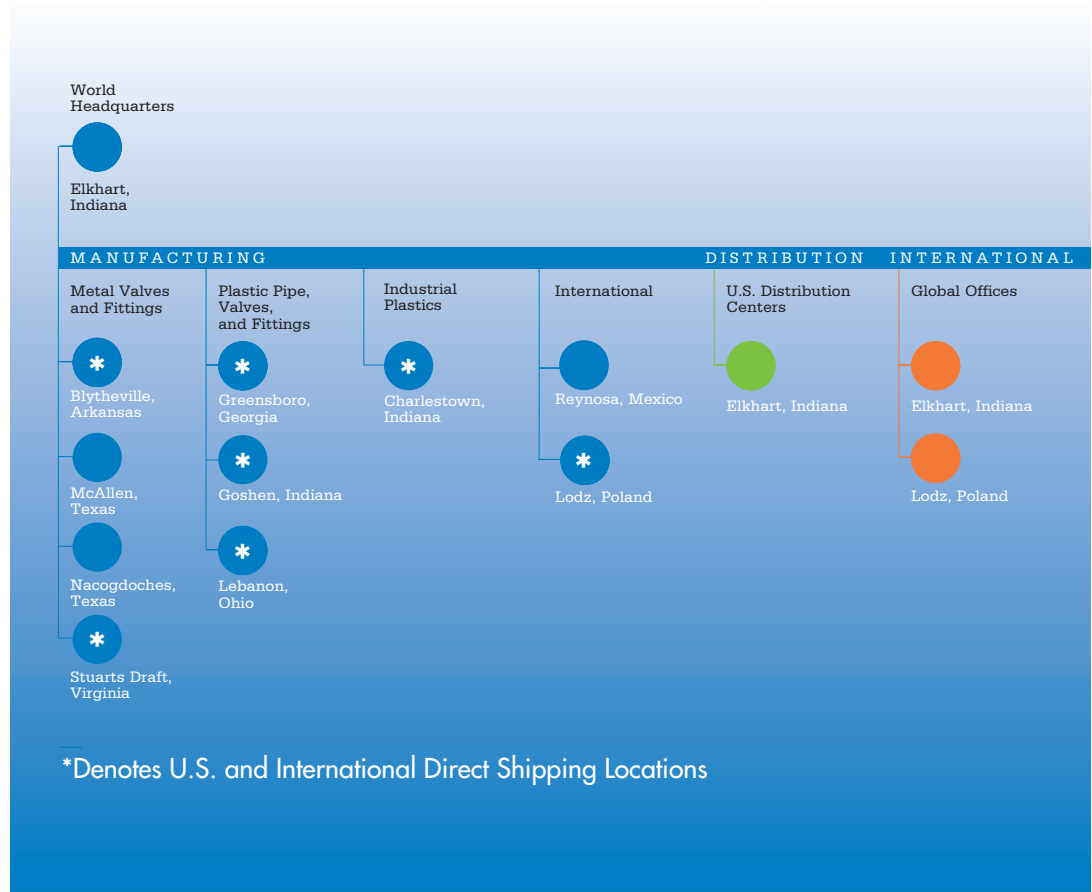 World
Headquarters
Elkhart,
Indiana
MANUFACTURING
DISTRIBUTION
INTERNATIONAL
Metal Valves
and Fittings
*
Blytheville,
Arkansas
McAllen,
Texas
Nacogdoches,
Texas
*
Stuarts Draft,
Virginia
Plastic Pipe,
Valves,
and Fittings
*
Greensboro,
Georgia
*
Goshen, Indiana
*
Lebanon,
Ohio
Industrial
Plastics
*
Charlestown,
Indiana
International
Reynosa, Mexico
*
Lodz, Poland
U.S. Distribution
Centers
Elkhart, Indiana
Global Offices
Elkhart, Indiana
Lodz, Poland
*Denotes U.S. and International Direct Shipping Locations